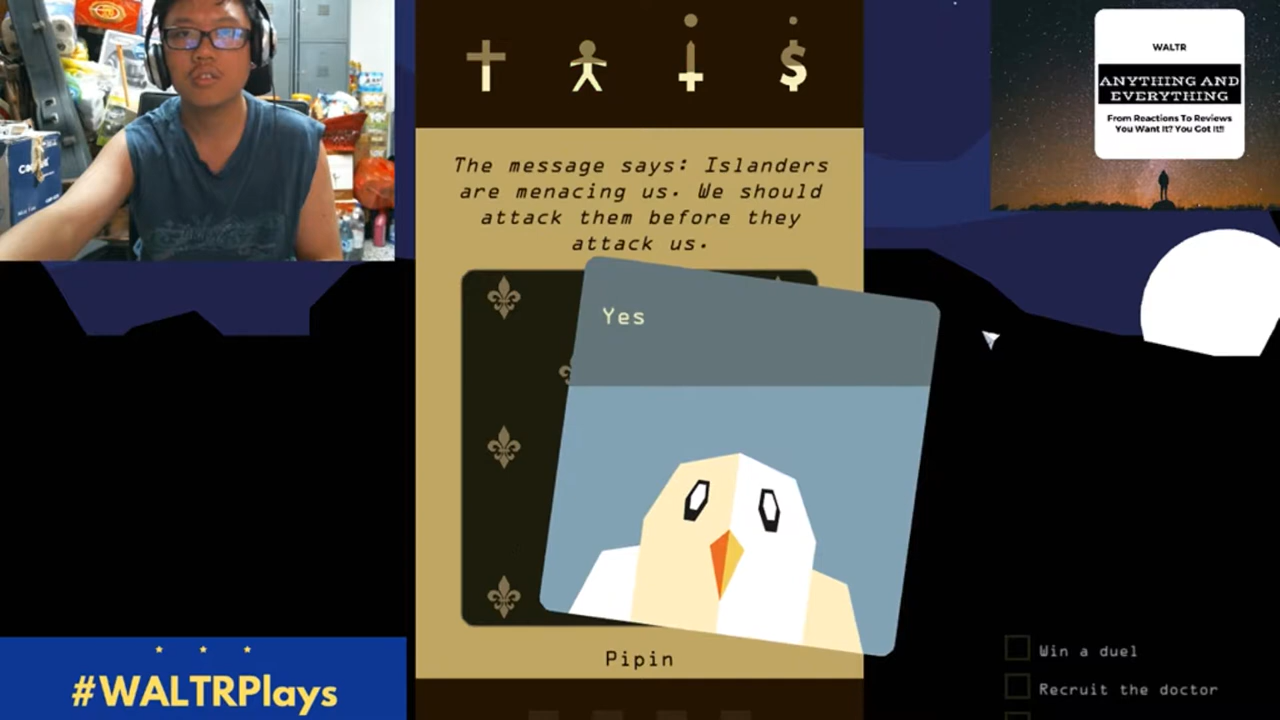 The message says: Islanders
are menacing us. We should
attack them before they
attack us.
Yes
Pipin
WALTR
ANYTHING AND
EVERYTHING
From Reactions To Reviews
You Want It? You Got It!!
#WALTRPlays
Win a duel
Recruit the doctor